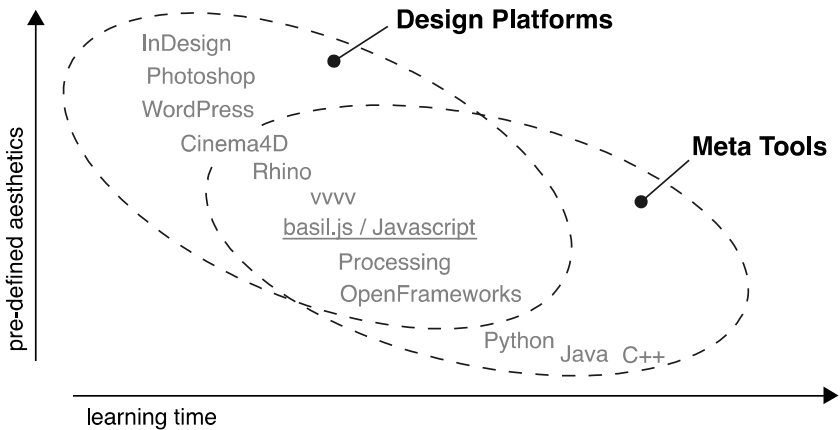 Design Platforms
InDesign
Photoshop
WordPress
Cinema4D
Meta Tools
Rhino
vvvv
basil.js / Javascript
Processing
OpenFrameworks
Python
Java
C++
pre-defined aesthetics
learning time